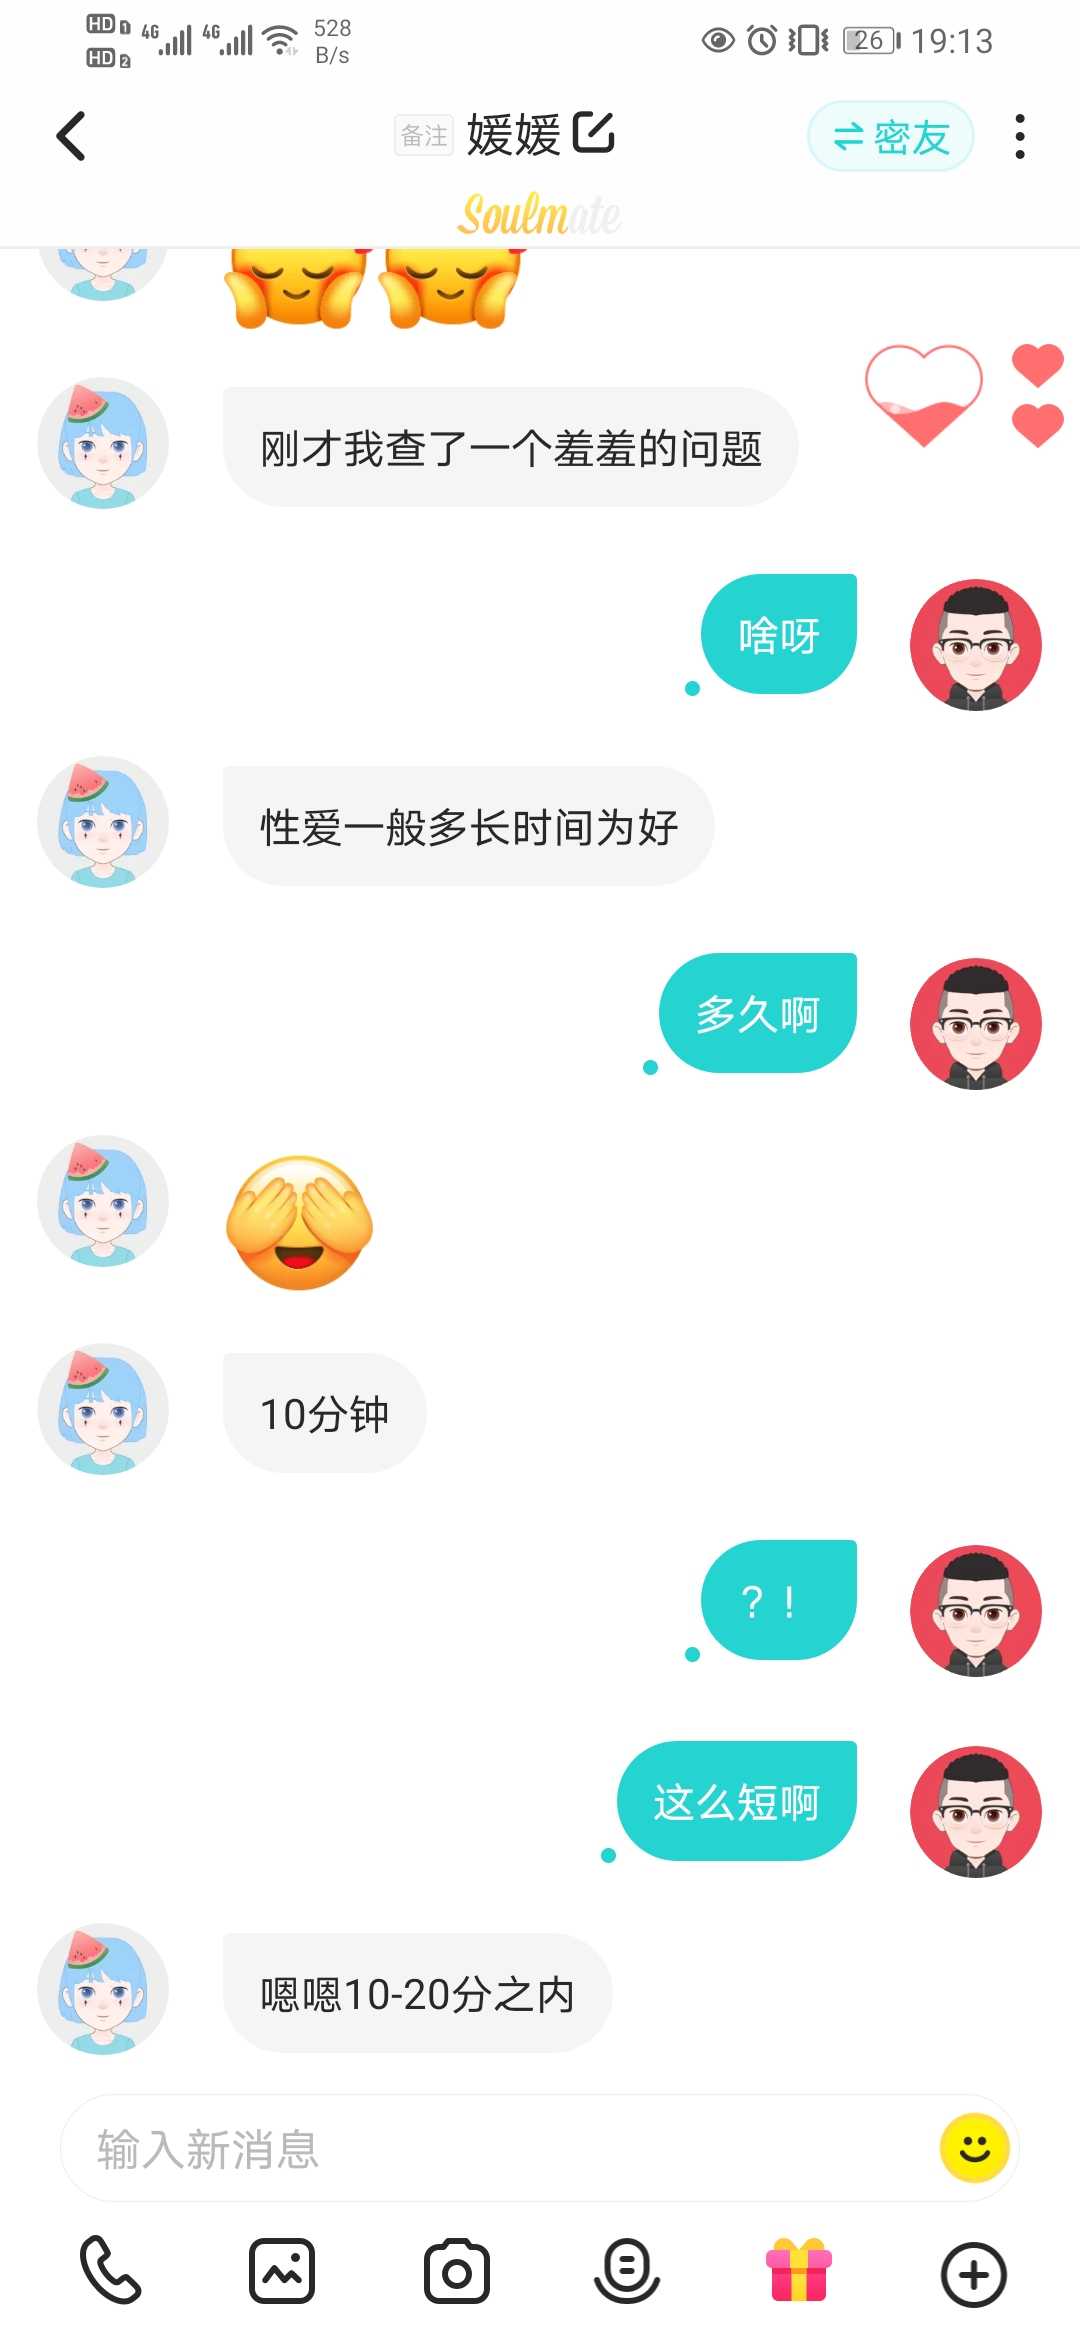 HD 1 4G 4G 528
HD 2 B/s
26 19:13
备注 媛媛 密友
Soulmate
刚才我查了一个羞羞的问题
啥呀
性爱一般多长时间为好
多久啊
10分钟
？！
这么短啊
嗯嗯10-20分之内
输入新消息